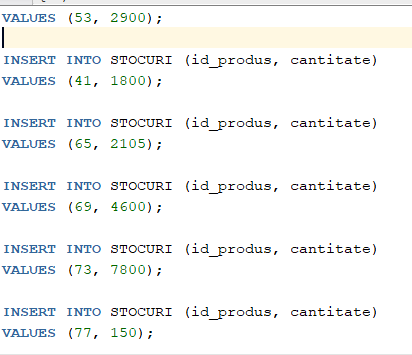 VALUES (53, 2900);
INSERT INTO STOCURI (id_produs, cantitate)
VALUES (41, 1800);
INSERT INTO STOCURI (id_produs, cantitate)
VALUES (65, 2105);
INSERT INTO STOCURI (id_produs, cantitate)
VALUES (69, 4600);
INSERT INTO STOCURI (id_produs, cantitate)
VALUES (73, 7800);
INSERT INTO STOCURI (id_produs, cantitate)
VALUES (77, 150);